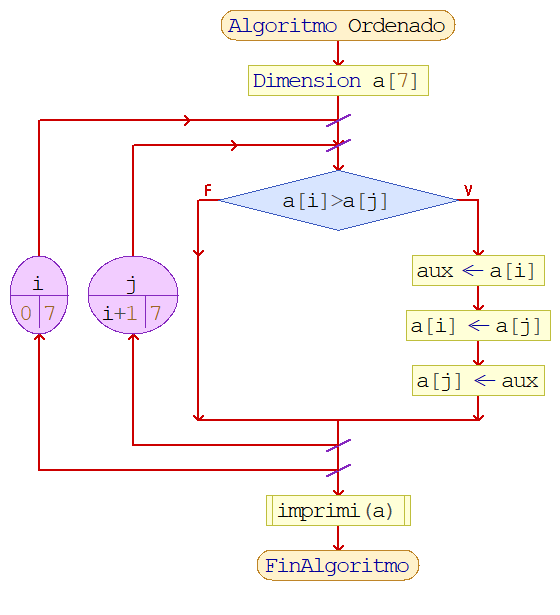 Algoritmo Ordenado
Dimension a[7]
F
a[i]>a[j]
V
aux ← a[i]
i
0 7
j
i+1 7
a[i] ← a[j]
a[j] ← aux
imprimi(a)
FinAlgoritmo